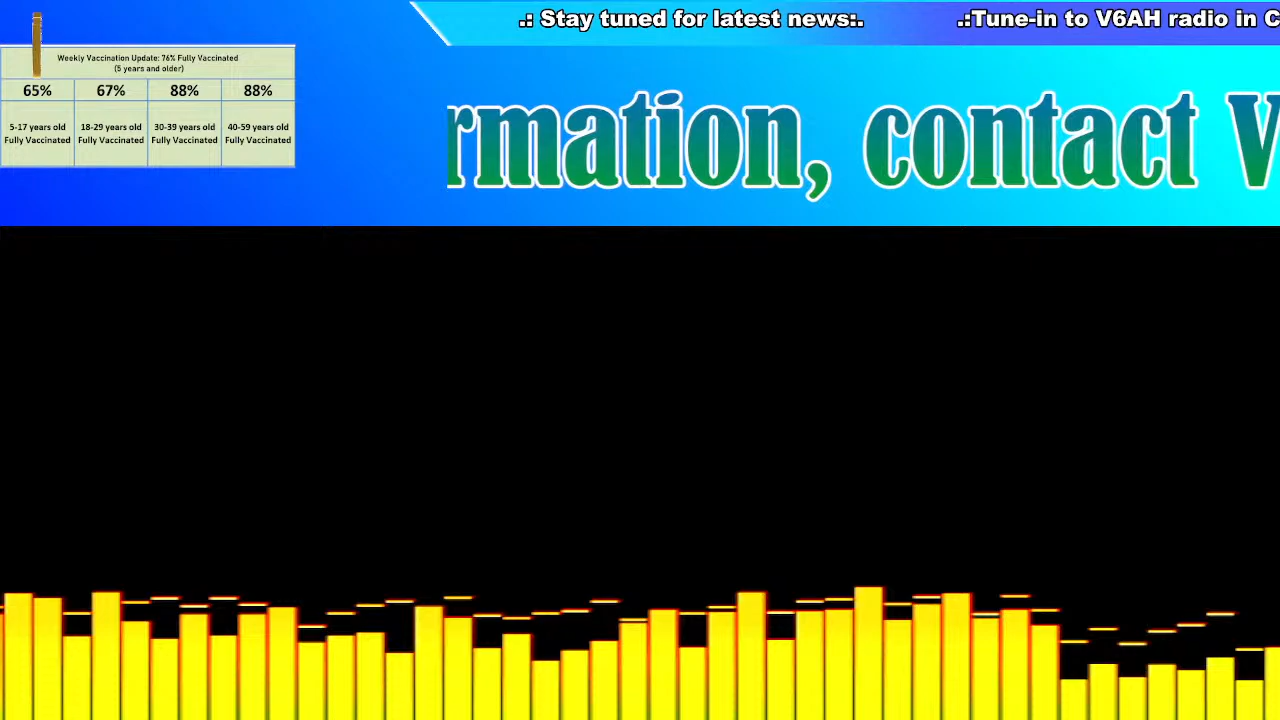 .: Stay tuned for latest news:.
.:Tune-in to V6AH radio in
Weekly Vaccination Update: 76% Fully Vaccinated
(5 years and older)
65% 67% 88% 88%
5-17 years old 18-29 years old 30-39 years old 40-59 years old
Fully Vaccinated Fully Vaccinated Fully Vaccinated Fully Vaccinated
rmation, contact